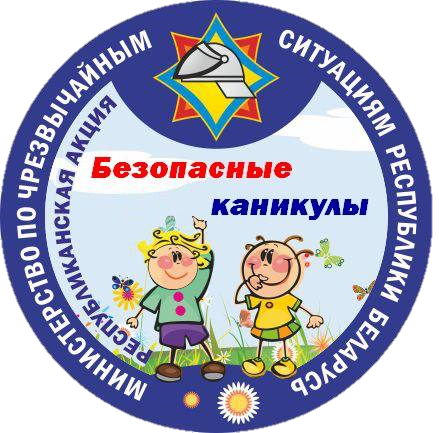 МИНИСТЕРСТВО ПО ЧРЕЗВЫЧАЙНЫМ СИТУАЦИЯМ РЕСПУБЛИКИ БЕЛАРУСЬ
РЕСПУБЛИКАНСКАЯ АКЦИЯ
Безопасные
каникулы